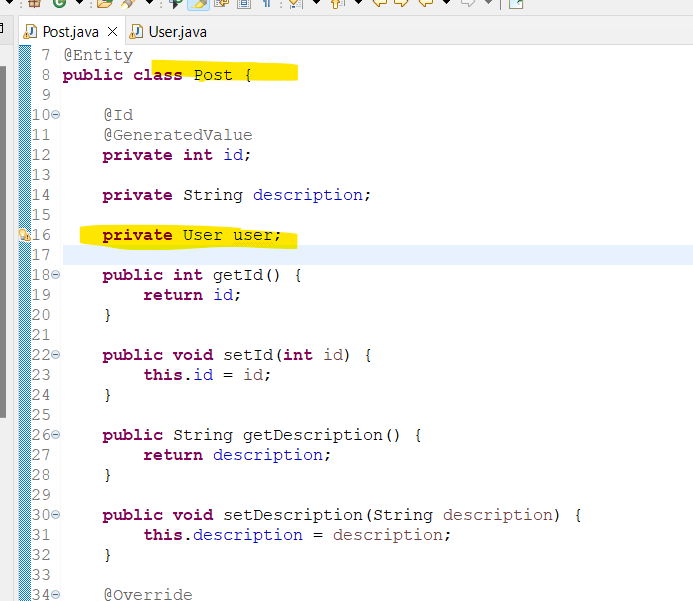 Post.java
User.java
7 @Entity
8 public class Post {
9
10 @Id
11 @GeneratedValue
12 private int id;
13
14 private String description;
15
16 private User user;
17
18 public int getId() {
19 return id;
20 }
21
22 public void setId(int id) {
23 this.id = id;
24 }
25
26 public String getDescription() {
27 return description;
28 }
29
30 public void setDescription(String description) {
31 this.description = description;
32 }
33
34 @Override